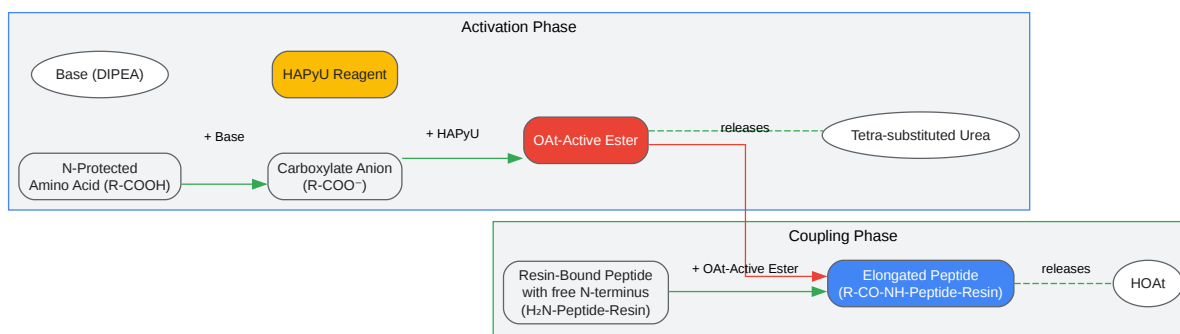 Activation Phase
Base (DIPEA)
HAPyU Reagent
+ Base
+ HAPyU
OAt-Active Ester
releases
Tetra-substituted Urea
N-Protected
Amino Acid (R-COOH)
Carboxylate Anion
(R-COO⁻)
Coupling Phase
Resin-Bound Peptide
with free N-terminus
(H₂N-Peptide-Resin)
+ OAt-Active Ester
Elongated Peptide
(R-CO-NH-Peptide-Resin)
releases
HOAt